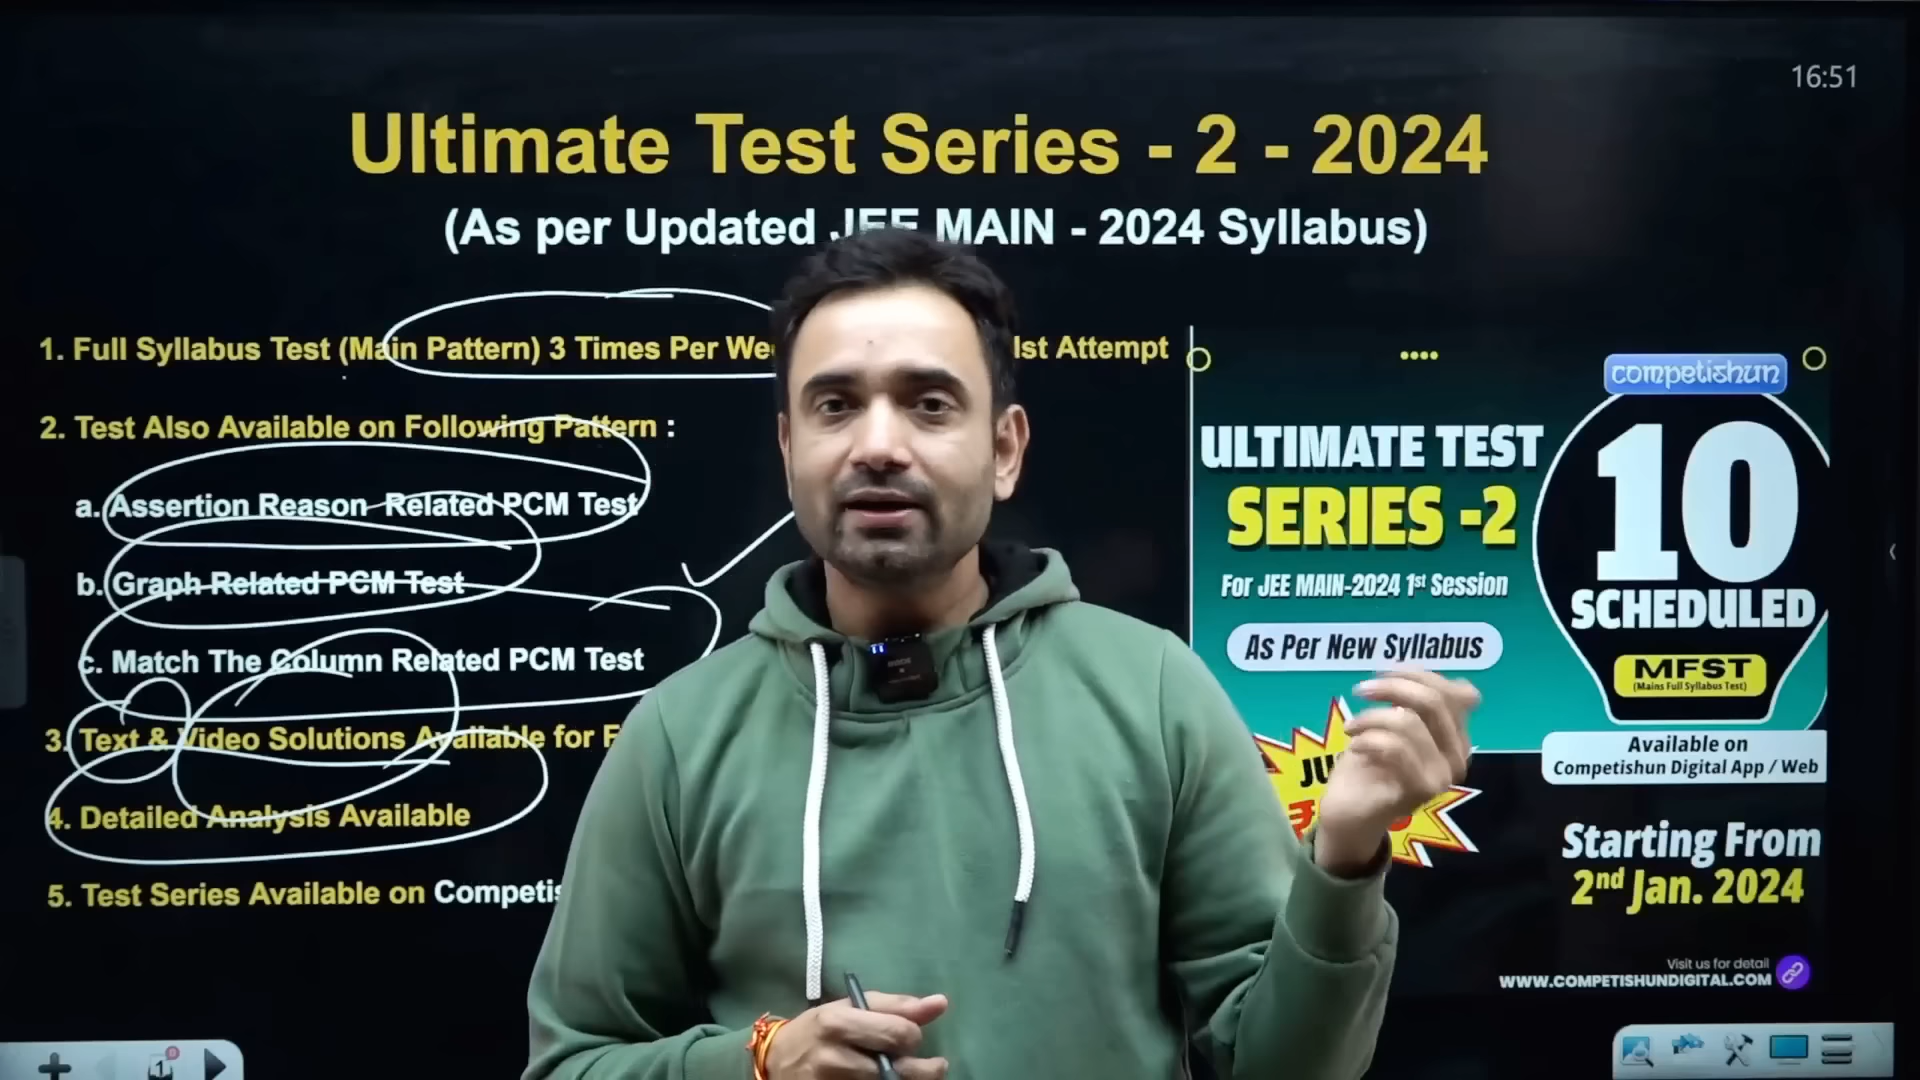 16:51
Ultimate Test Series - 2 - 2024
(As per Updated JEE MAIN - 2024 Syllabus)
1. Full Syllabus Test (Main Pattern) 3 Times Per
Ist Attempt
2. Test Also Available on Following Pattern :
a. Assertion Reason Related PCM Test
b. Graph Related PCM Test
c. Match The Column Related PCM Test
3. Text & Video Solutions Available for
4. Detailed Analysis Available
5. Test Series Available on
competishun
ULTIMATE TEST
SERIES -2
For JEE MAIN-2024 1st Session
As Per New Syllabus
10
SCHEDULED
MFST
(Mains Full Syllabus Test)
Available on
Competishun Digital App / Web
Starting From
2nd Jan. 2024
Visit us for detail
WWW.COMPETISHUNDIGITAL.COM
1